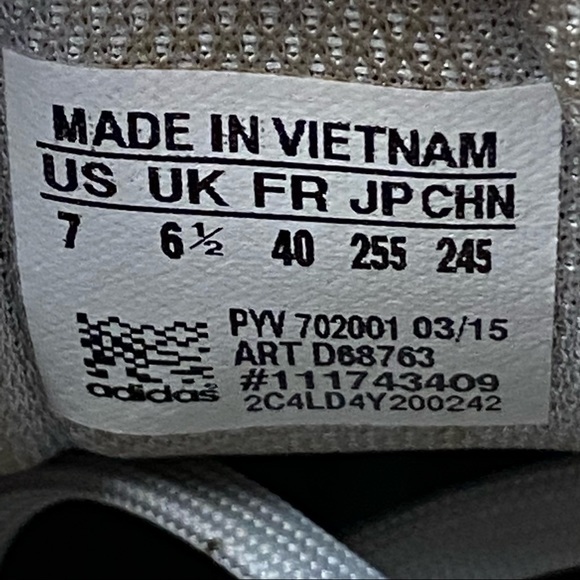 MADE IN VIETNAM
US UK FR JP CHN
7 6½ 40 255 245
PYV 702001 03/15
ART D68763
#111743409
adidas
2C4LD4Y200242